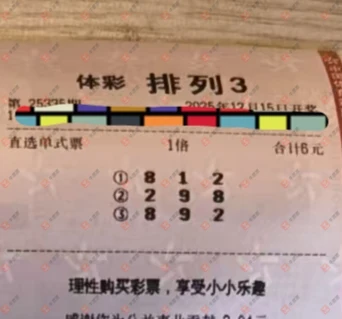 体彩 排列3
第 25335期 2025年12月15日开奖
直选单式票 1倍 合计6元
① 8 1 2
② 2 9 8
③ 8 9 2
理性购买彩票，享受小小乐趣